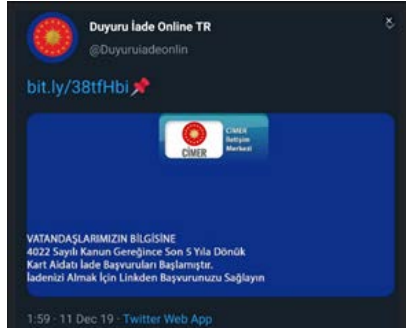 Duyuru İade Online TR
@Duyuruiadeonlin
bit.ly/38tfHbi📌
CİMER
CİMER
İletişim
Merkezi
VATANDAŞLARIMIZIN BİLGİSİNE
4022 Sayılı Kanun Gereğince Son 5 Yıla Dönük
Kart Aidatı İade Başvuruları Başlamıştır.
İadenizi Almak İçin Linkden Başvurunuzu Sağlayın
1:59 · 11 Dec 19 · Twitter Web App